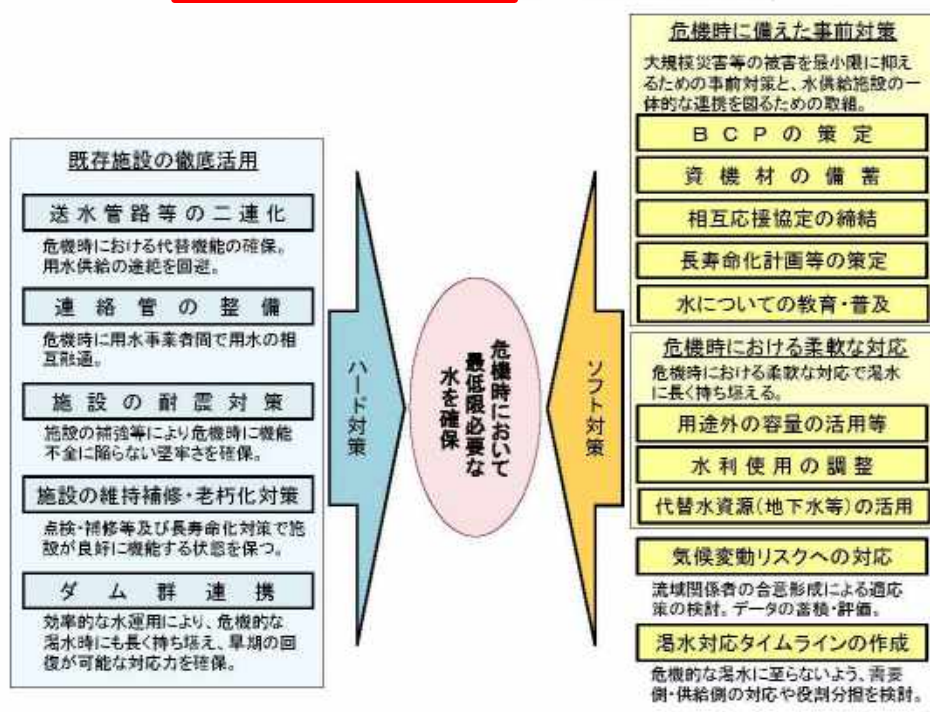 既存施設の徹底活用
送水管路等の二連化
危機時における代替機能の確保。
用水供給の途絶を回避。
連絡管の整備
危機時に用水事業者間で用水の相
互融通。
施設の耐震対策
施設の補強等により危機時に機能
不全に陥らない堅牢さを確保。
施設の維持補修・老朽化対策
点検・補修等及び長寿命化対策で施
設が良好に機能する状態を保つ。
ダム群連携
効率的な水運用により、危機的な
渇水時にも長く持ち堪え、早期の回
復が可能な対応力を確保。
ハード対策
危機時において
最低限必要な
水を確保
ソフト対策
危機時に備えた事前対策
大規模災害等の被害を最小限に抑え
るための事前対策と、水供給施設の一
体的な連携を図るための取組。
BCPの策定
資機材の備蓄
相互応援協定の締結
長寿命化計画等の策定
水についての教育・普及
危機時における柔軟な対応
危機時における柔軟な対応で渇水
に長く持ち堪える。
用途外の容量の活用等
水利使用の調整
代替水資源(地下水等)の活用
気候変動リスクへの対応
流域関係者の合意形成による適応
策の検討。データの蓄積・評価。
渇水対応タイムラインの作成
危機的な渇水に至らないよう、需要
側・供給側の対応や役割分担を検討。